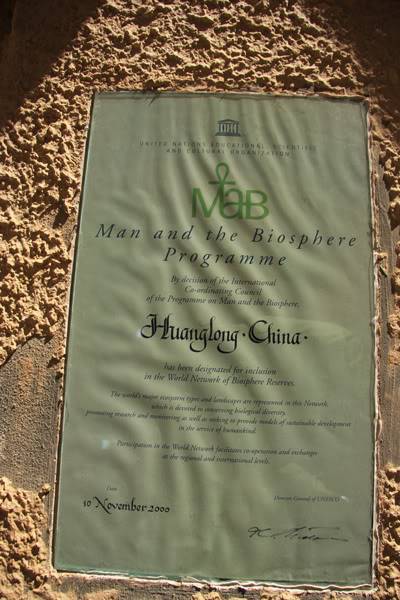 UNITED NATIONS EDUCATIONAL, SCIENTIFIC
AND CULTURAL ORGANIZATION
MaB
Man and the Biosphere
Programme
By decision of the International
Co-ordinating Council
of the Programme on Man and the Biosphere,
Huanglong · China ·
has been designated for inclusion
in the World Network of Biosphere Reserves.
The world's major ecosystem types and landscapes are represented in this Network,
which is devoted to conserving biological diversity,
promoting research and monitoring as well as seeking to provide models of sustainable development
in the service of humankind.
Participation in the World Network facilitates co-operation and exchanges
at the regional and international levels.
Date
Director-General of UNESCO
10 November 2000